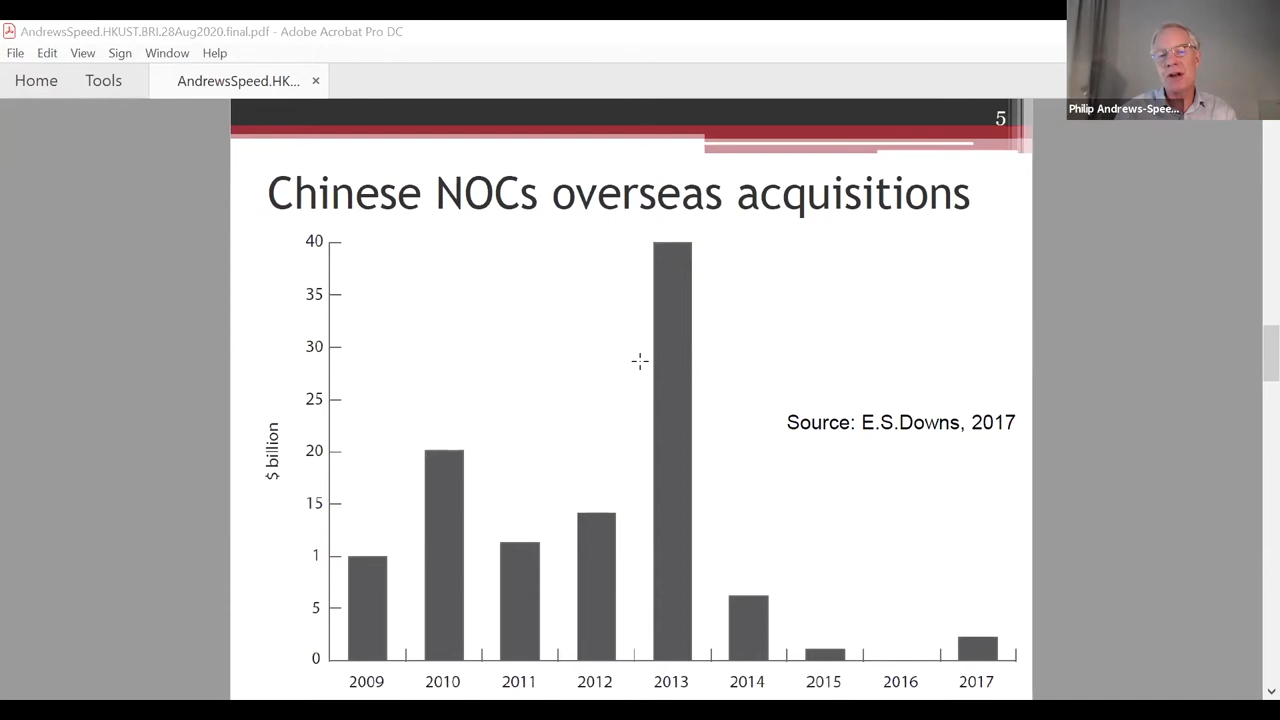 AndrewsSpeed.HKUST.BRI.28Aug2020.final.pdf - Adobe Acrobat Pro DC
File Edit View Sign Window Help
Home Tools AndrewsSpeed.HK... ×
Philip Andrews-Spee...
5
Chinese NOCs overseas acquisitions
40
35
30
25
20
15
1
5
0
$ billion
Source: E.S.Downs, 2017
2009 2010 2011 2012 2013 2014 2015 2016 2017